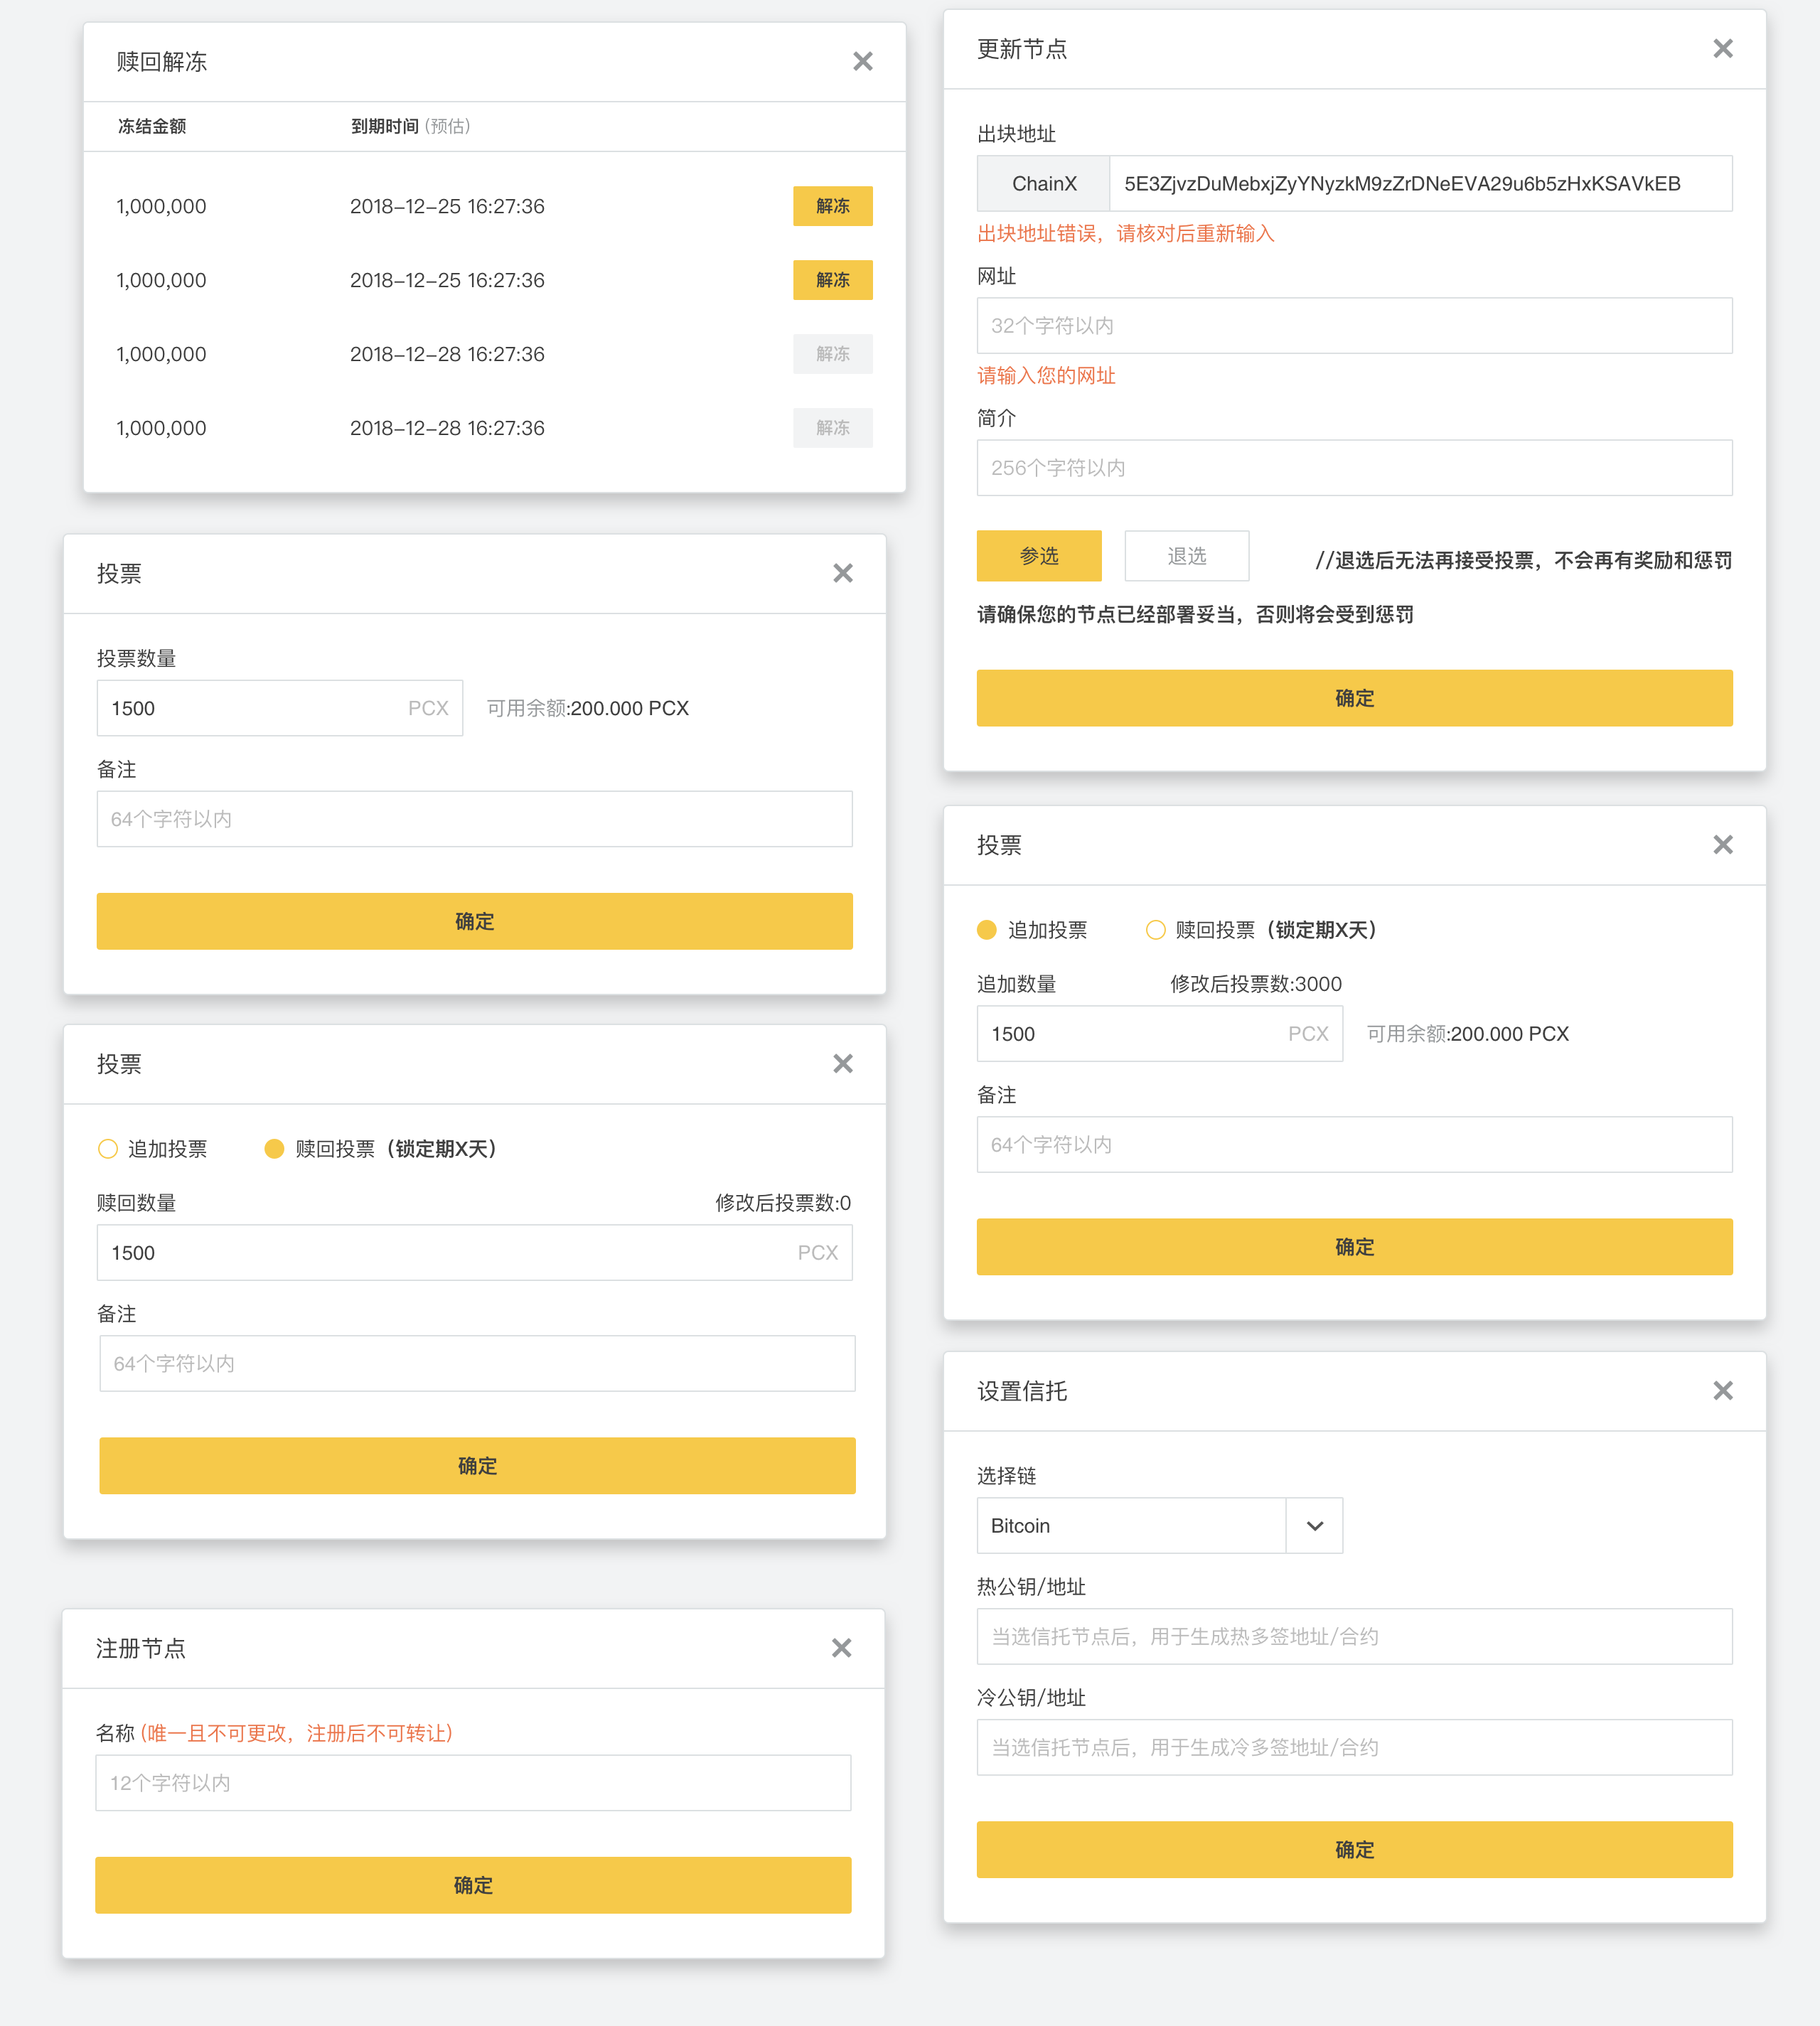 赎回解冻
冻结金额 到期时间 (预估)
1,000,000 2018-12-25 16:27:36 解冻
1,000,000 2018-12-25 16:27:36 解冻
1,000,000 2018-12-28 16:27:36 解冻
1,000,000 2018-12-28 16:27:36 解冻
投票
投票数量
1500 PCX 可用余额:200.000 PCX
备注
64个字符以内
确定
投票
追加投票 赎回投票（锁定期X天）
赎回数量 修改后投票数:0
1500 PCX
备注
64个字符以内
确定
注册节点
名称 (唯一且不可更改，注册后不可转让)
12个字符以内
确定
更新节点
出块地址
ChainX 5E3ZjvzDuMebxjZyYNyzkM9zZrDNeEVA29u6b5zHxKSAVkEB
出块地址错误，请核对后重新输入
网址
32个字符以内
请输入您的网址
简介
256个字符以内
参选 退选 //退选后无法再接受投票，不会再有奖励和惩罚
请确保您的节点已经部署妥当，否则将会受到惩罚
确定
投票
追加投票 赎回投票（锁定期X天）
追加数量 修改后投票数:3000
1500 PCX 可用余额:200.000 PCX
备注
64个字符以内
确定
设置信托
选择链
Bitcoin
热公钥/地址
当选信托节点后，用于生成热多签地址/合约
冷公钥/地址
当选信托节点后，用于生成冷多签地址/合约
确定